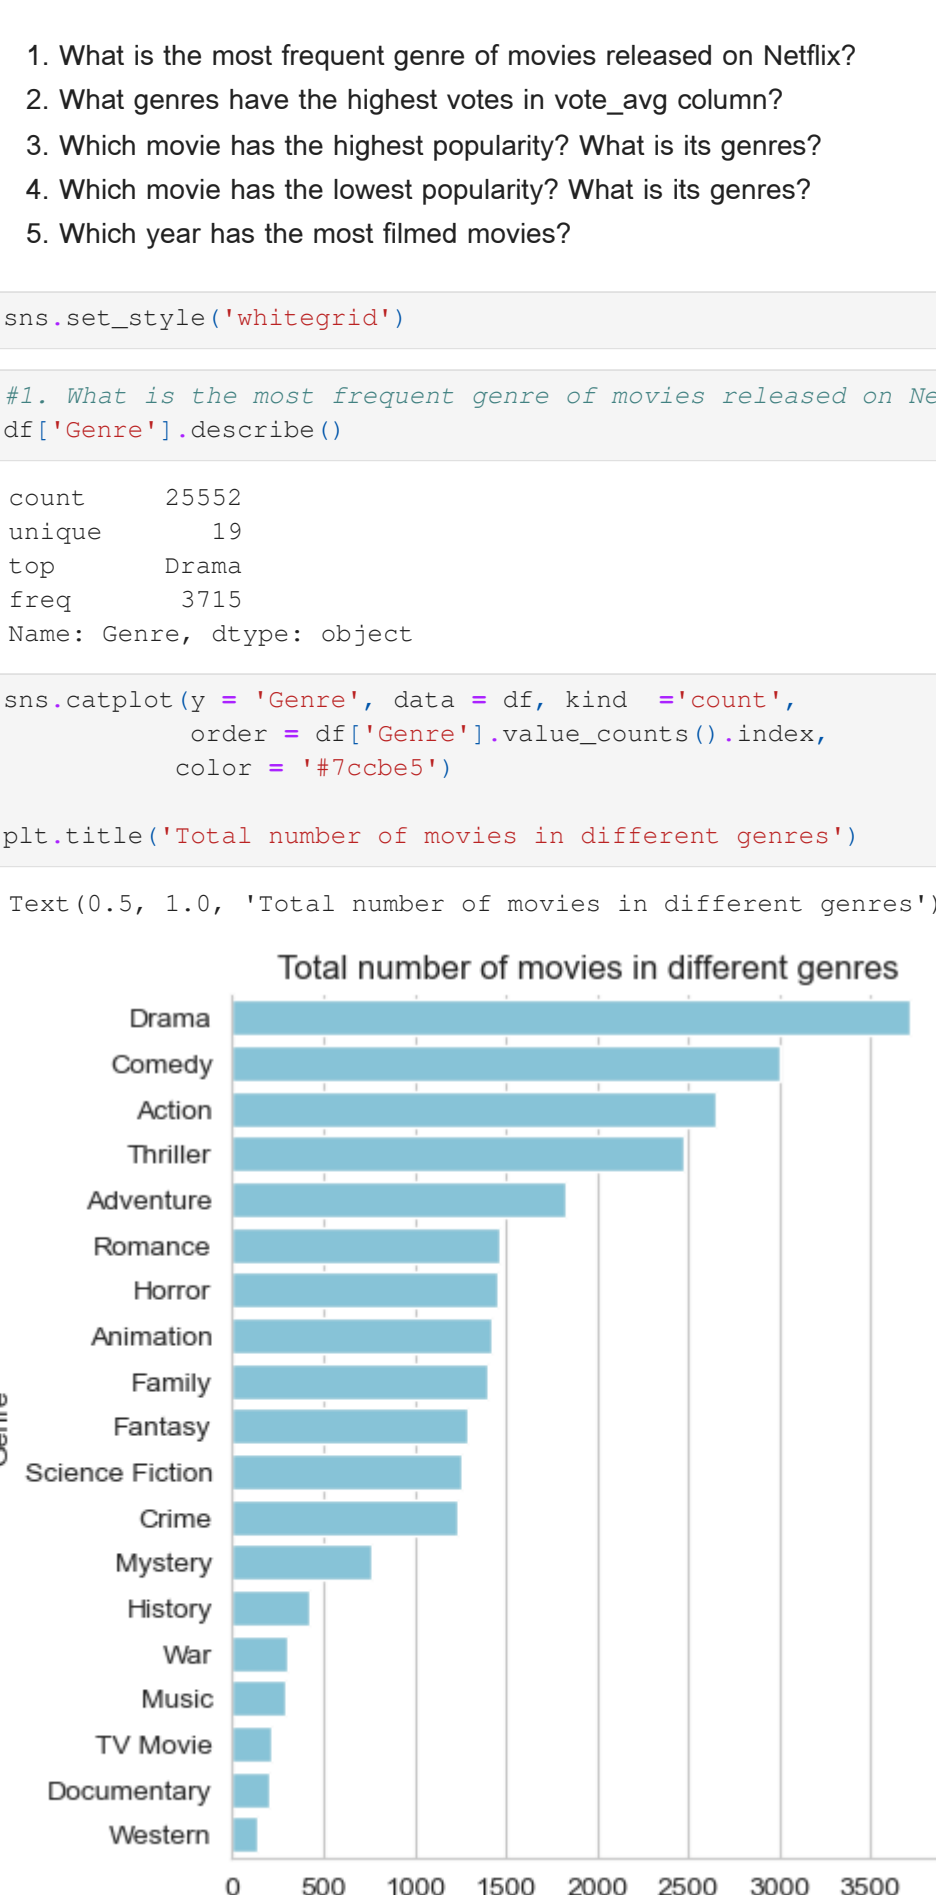 1. What is the most frequent genre of movies released on Netflix?
2. What genres have the highest votes in vote_avg column?
3. Which movie has the highest popularity? What is its genres?
4. Which movie has the lowest popularity? What is its genres?
5. Which year has the most filmed movies?
sns.set_style('whitegrid')
#1. What is the most frequent genre of movies released on Ne
df['Genre'].describe()
count 25552
unique 19
top Drama
freq 3715
Name: Genre, dtype: object
sns.catplot(y = 'Genre', data = df, kind ='count',
order = df['Genre'].value_counts().index,
color = '#7ccbe5')
plt.title('Total number of movies in different genres')
Text(0.5, 1.0, 'Total number of movies in different genres')
Total number of movies in different genres
Drama
Comedy
Action
Thriller
Adventure
Romance
Horror
Animation
Family
Fantasy
Science Fiction
Crime
Mystery
History
War
Music
TV Movie
Documentary
Western
0 500 1000 1500 2000 2500 3000 3500